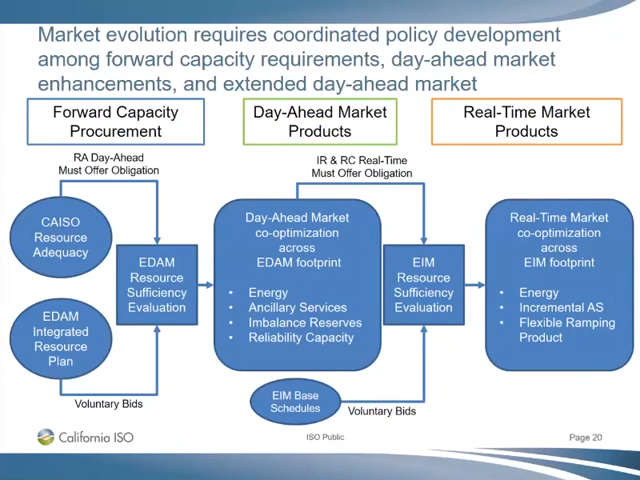 Market evolution requires coordinated policy development
among forward capacity requirements, day-ahead market
enhancements, and extended day-ahead market
Forward Capacity
Procurement
Day-Ahead Market
Products
Real-Time Market
Products
RA Day-Ahead
Must Offer Obligation
IR & RC Real-Time
Must Offer Obligation
CAISO
Resource
Adequacy
EDAM
Integrated
Resource
Plan
EDAM
Resource
Sufficiency
Evaluation
Day-Ahead Market
co-optimization
across
EDAM footprint
• Energy
• Ancillary Services
• Imbalance Reserves
• Reliability Capacity
EIM
Resource
Sufficiency
Evaluation
Real-Time Market
co-optimization
across
EIM footprint
• Energy
• Incremental AS
• Flexible Ramping
Product
Voluntary Bids
EIM Base
Schedules
Voluntary Bids
California ISO
ISO Public
Page 20